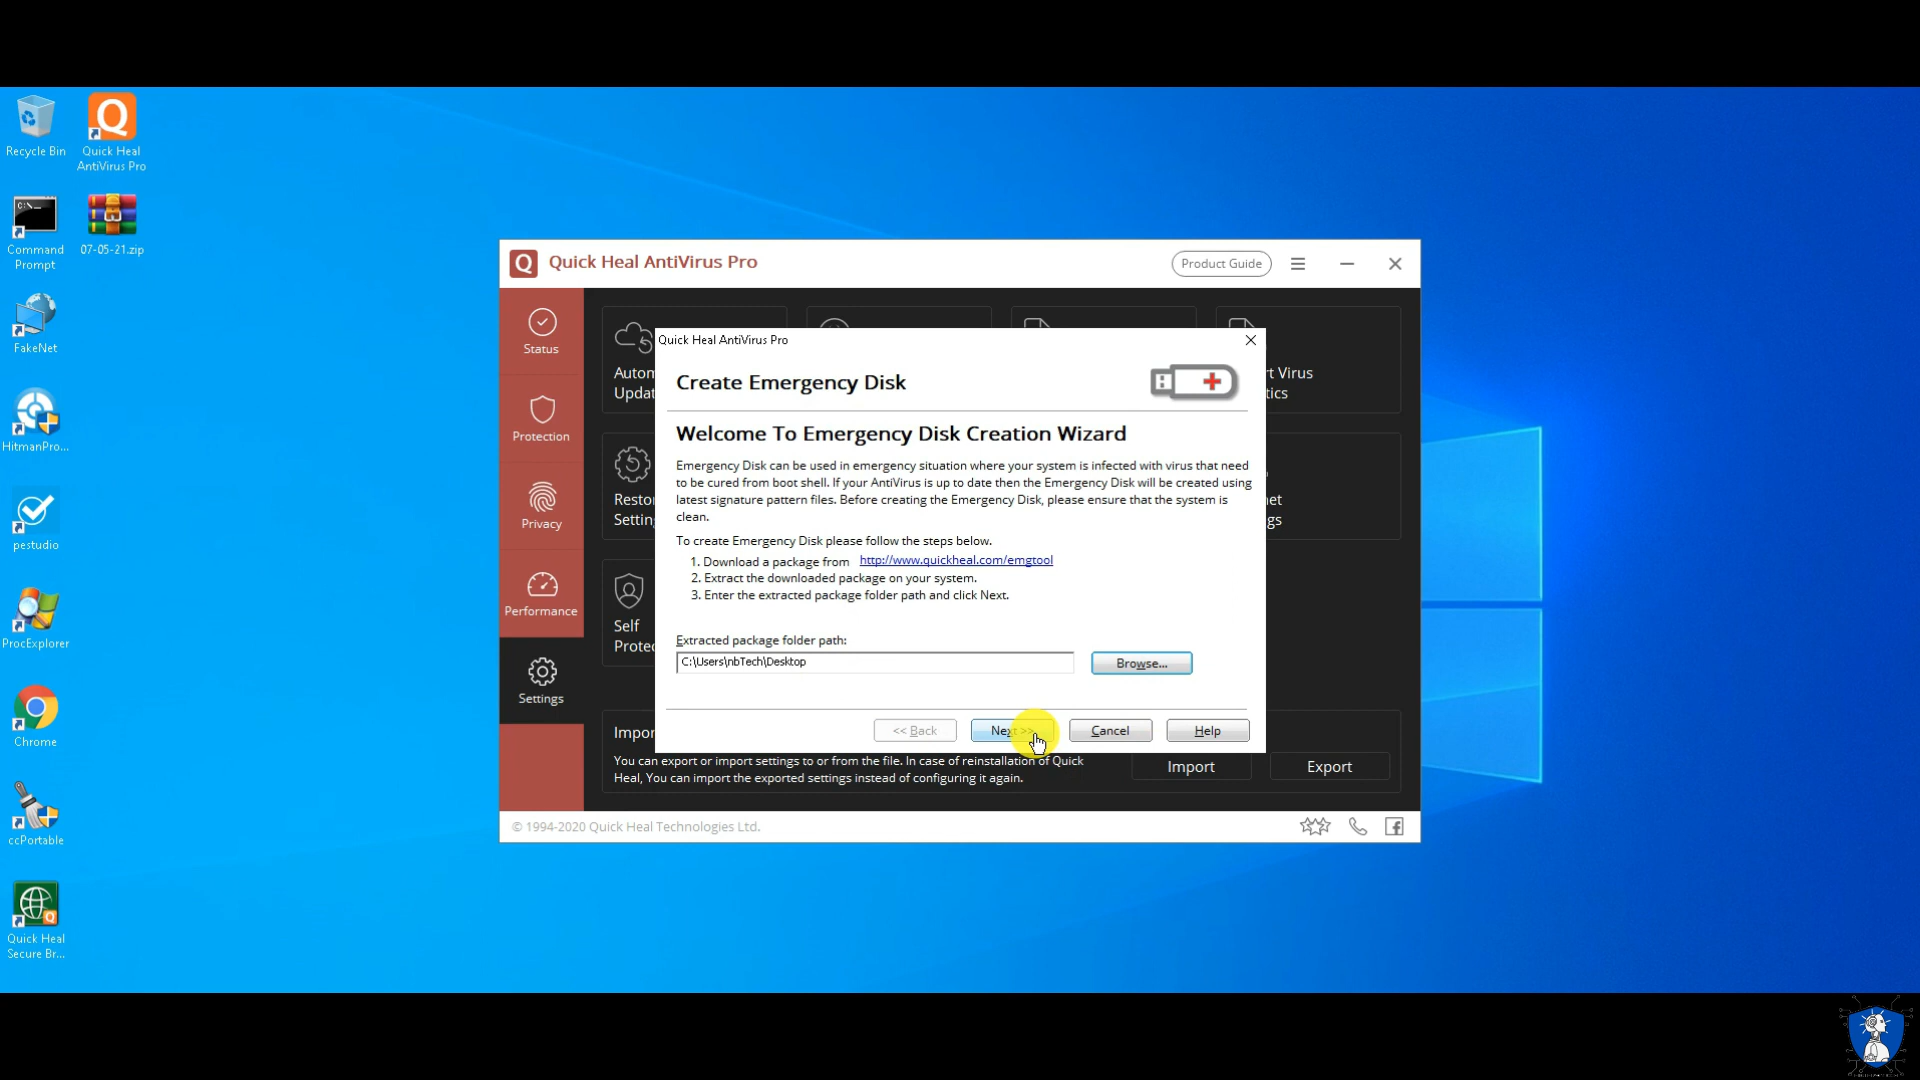 Recycle Bin
Quick Heal
AntiVirus Pro
Command
Prompt
07-05-21.zip
FakeNet
HitmanPro...
pestudio
ProcExplorer
Chrome
ccPortable
Quick Heal
Secure Br...
Quick Heal AntiVirus Pro
Product Guide
Status
Protection
Privacy
Performance
Settings
Autom
Updat
rt Virus
tics
Resto
Settin
net
gs
Self
Prote
Quick Heal AntiVirus Pro
Create Emergency Disk
Welcome To Emergency Disk Creation Wizard
Emergency Disk can be used in emergency situation where your system is infected with virus that need
to be cured from boot shell. If your AntiVirus is up to date then the Emergency Disk will be created using
latest signature pattern files. Before creating the Emergency Disk, please ensure that the system is
clean.
To create Emergency Disk please follow the steps below.
1. Download a package from http://www.quickheal.com/emgtool
2. Extract the downloaded package on your system.
3. Enter the extracted package folder path and click Next.
Extracted package folder path:
C:\Users\nbTech\Desktop
Browse...
<< Back
Next >>
Cancel
Help
Impor
You can export or import settings to or from the file. In case of reinstallation of Quick
Heal, You can import the exported settings instead of configuring it again.
Import
Export
© 1994-2020 Quick Heal Technologies Ltd.